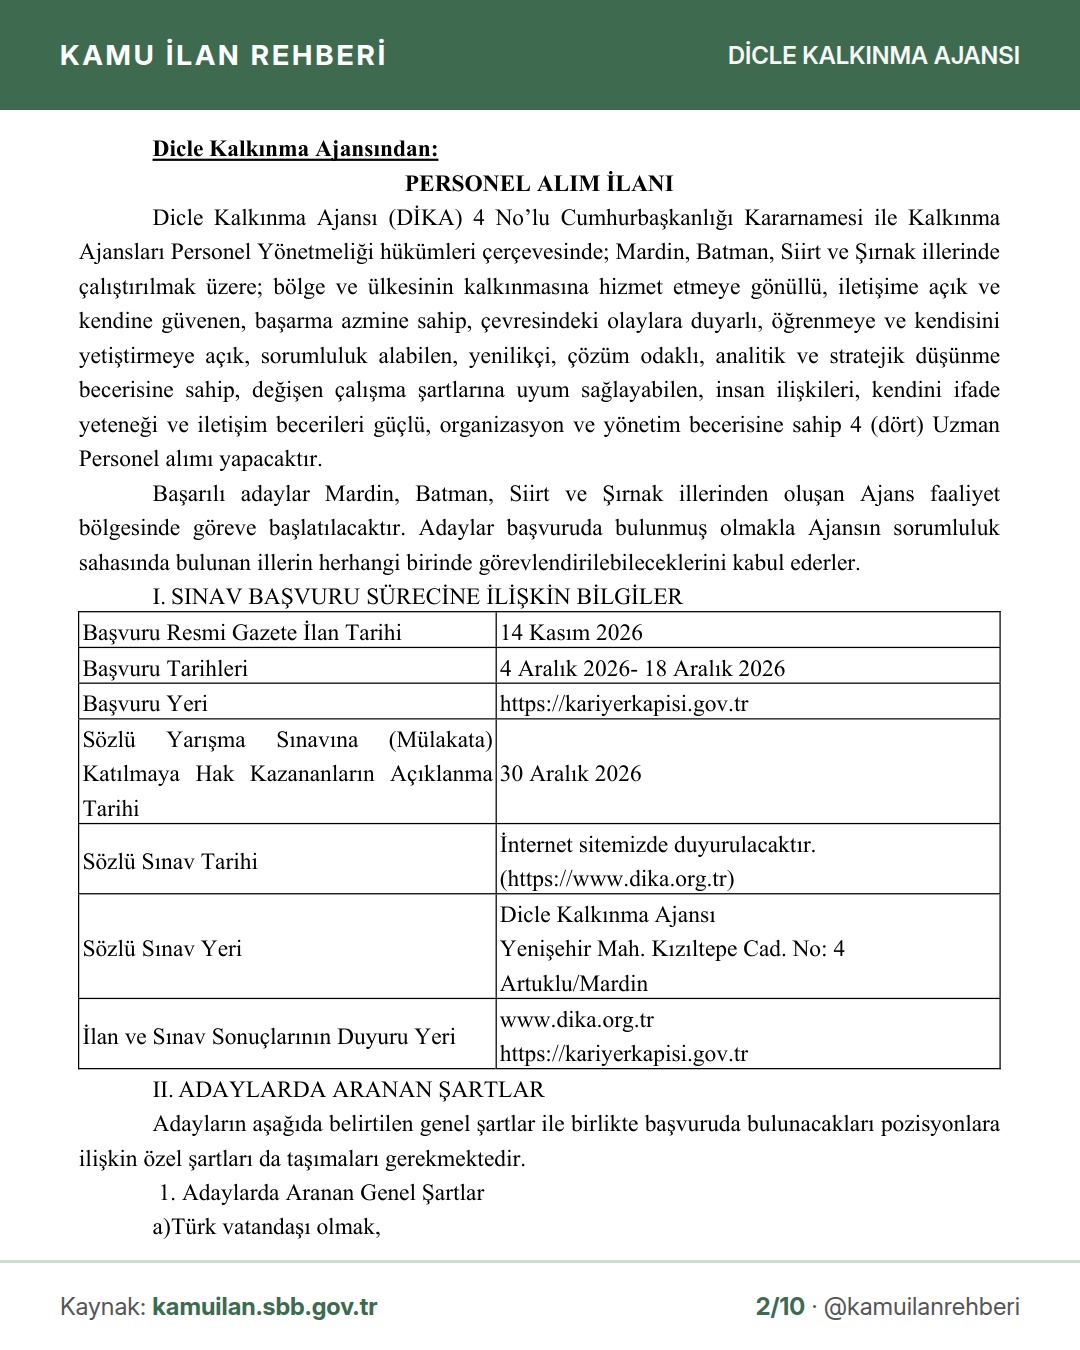 KAMU İLAN REHBERİ
DİCLE KALKINMA AJANSI
Dicle Kalkınma Ajansından:
PERSONEL ALIM İLANI
Dicle Kalkınma Ajansı (DİKA) 4 No’lu Cumhurbaşkanlığı Kararnamesi ile Kalkınma
Ajansları Personel Yönetmeliği hükümleri çerçevesinde; Mardin, Batman, Siirt ve Şırnak illerinde
çalıştırılmak üzere; bölge ve ülkesinin kalkınmasına hizmet etmeye gönüllü, iletişime açık ve
kendine güvenen, başarma azmine sahip, çevresindeki olaylara duyarlı, öğrenmeye ve kendisini
yetiştirmeye açık, sorumluluk alabilen, yenilikçi, çözüm odaklı, analitik ve stratejik düşünme
becerisine sahip, değişen çalışma şartlarına uyum sağlayabilen, insan ilişkileri, kendini ifade
yeteneği ve iletişim becerileri güçlü, organizasyon ve yönetim becerisine sahip 4 (dört) Uzman
Personel alımı yapacaktır.
Başarılı adaylar Mardin, Batman, Siirt ve Şırnak illerinden oluşan Ajans faaliyet
bölgesinde göreve başlatılacaktır. Adaylar başvuruda bulunmuş olmakla Ajansın sorumluluk
sahasında bulunan illerin herhangi birinde görevlendirilebileceklerini kabul ederler.
I. SINAV BAŞVURU SÜRECİNE İLİŞKİN BİLGİLER
Başvuru Resmi Gazete İlan Tarihi
14 Kasım 2026
Başvuru Tarihleri
4 Aralık 2026- 18 Aralık 2026
Başvuru Yeri
https://kariyerkapisi.gov.tr
Sözlü Yarışma Sınavına (Mülakata)
Katılmaya Hak Kazananların Açıklanma
Tarihi
30 Aralık 2026
Sözlü Sınav Tarihi
İnternet sitemizde duyurulacaktır.
(https://www.dika.org.tr)
Sözlü Sınav Yeri
Dicle Kalkınma Ajansı
Yenişehir Mah. Kızıltepe Cad. No: 4
Artuklu/Mardin
İlan ve Sınav Sonuçlarının Duyuru Yeri
www.dika.org.tr
https://kariyerkapisi.gov.tr
II. ADAYLARDA ARANAN ŞARTLAR
Adayların aşağıda belirtilen genel şartlar ile birlikte başvuruda bulunacakları pozisyonlara
ilişkin özel şartları da taşımaları gerekmektedir.
1. Adaylarda Aranan Genel Şartlar
a)Türk vatandaşı olmak,
Kaynak: kamuilan.sbb.gov.tr
2/10 · @kamuilanrehberi